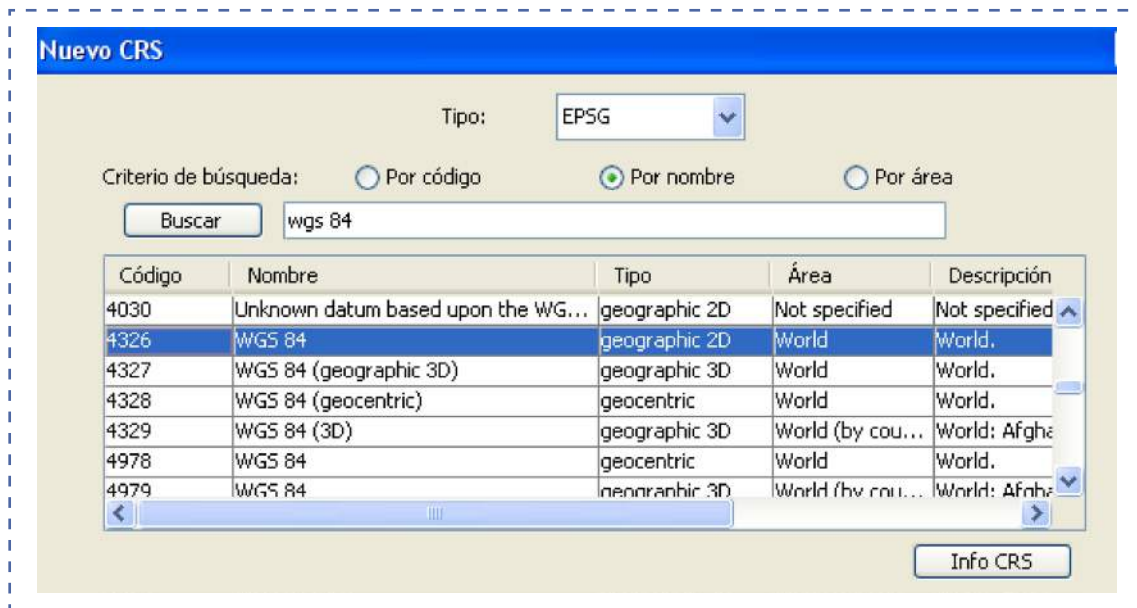 Nuevo CRS
Tipo: EPSG
Criterio de búsqueda: Por código Por nombre Por área
Buscar wgs 84
Código Nombre Tipo Área Descripción
4030 Unknown datum based upon the WG... geographic 2D Not specified Not specified
4326 WGS 84 geographic 2D World World.
4327 WGS 84 (geographic 3D) geographic 3D World World.
4328 WGS 84 (geocentric) geocentric World World.
4329 WGS 84 (3D) geographic 3D World (by cou... World: Afgha
4978 WGS 84 geocentric World World.
4979 WGS 84 geographic 3D World (by cou... World: Afgha
Info CRS